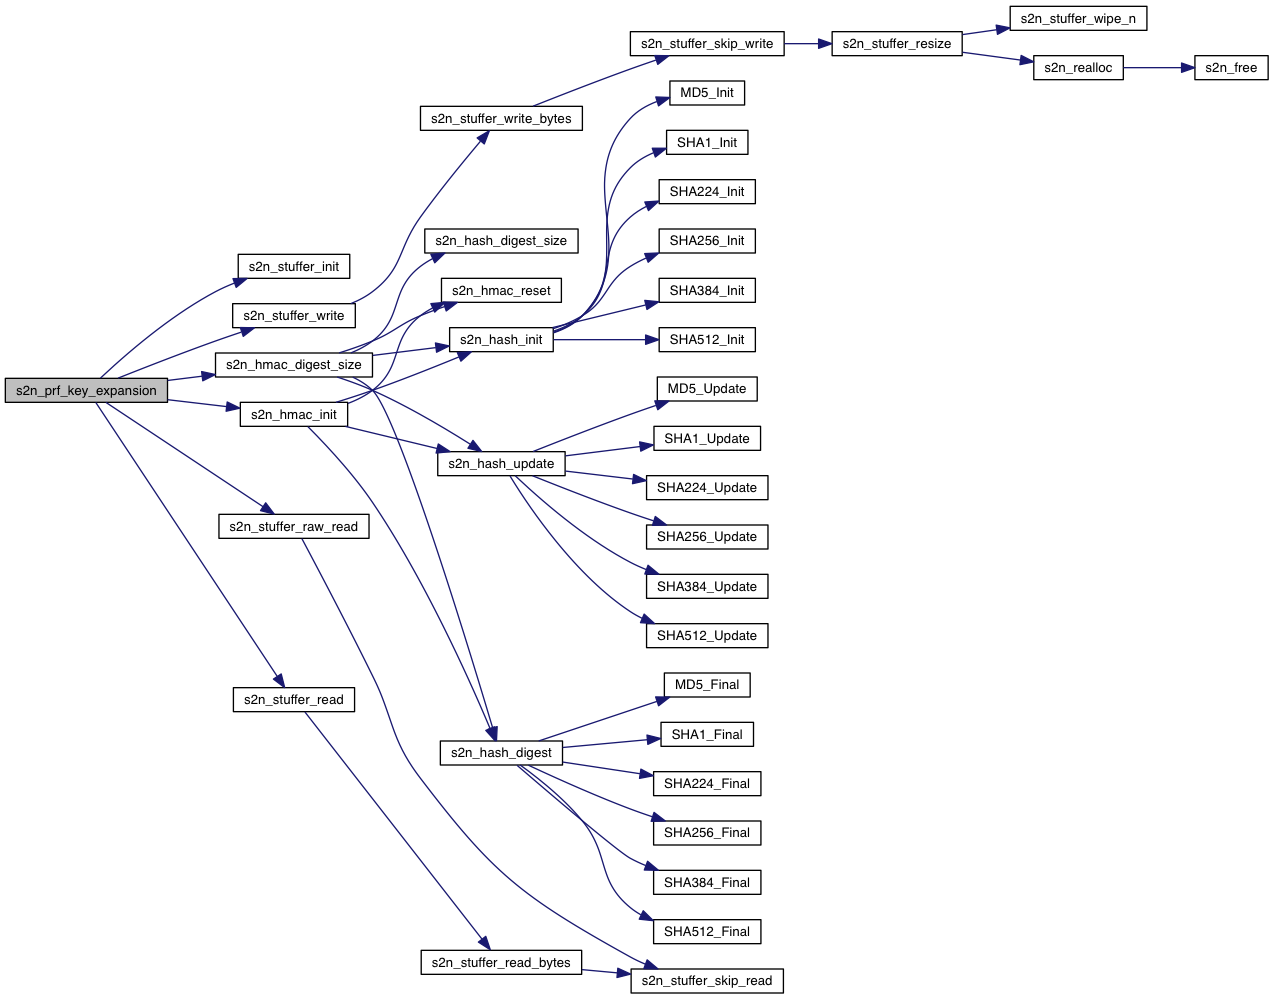 s2n_stuffer_wipe_n
s2n_stuffer_skip_write
s2n_stuffer_resize
s2n_realloc
s2n_free
MD5_Init
s2n_stuffer_write_bytes
SHA1_Init
SHA224_Init
s2n_hash_digest_size
SHA256_Init
s2n_stuffer_init
s2n_hmac_reset
SHA384_Init
s2n_stuffer_write
s2n_hash_init
SHA512_Init
s2n_hmac_digest_size
s2n_prf_key_expansion
MD5_Update
s2n_hmac_init
SHA1_Update
s2n_hash_update
SHA224_Update
s2n_stuffer_raw_read
SHA256_Update
SHA384_Update
SHA512_Update
MD5_Final
s2n_stuffer_read
SHA1_Final
s2n_hash_digest
SHA224_Final
SHA256_Final
SHA384_Final
SHA512_Final
s2n_stuffer_read_bytes
s2n_stuffer_skip_read